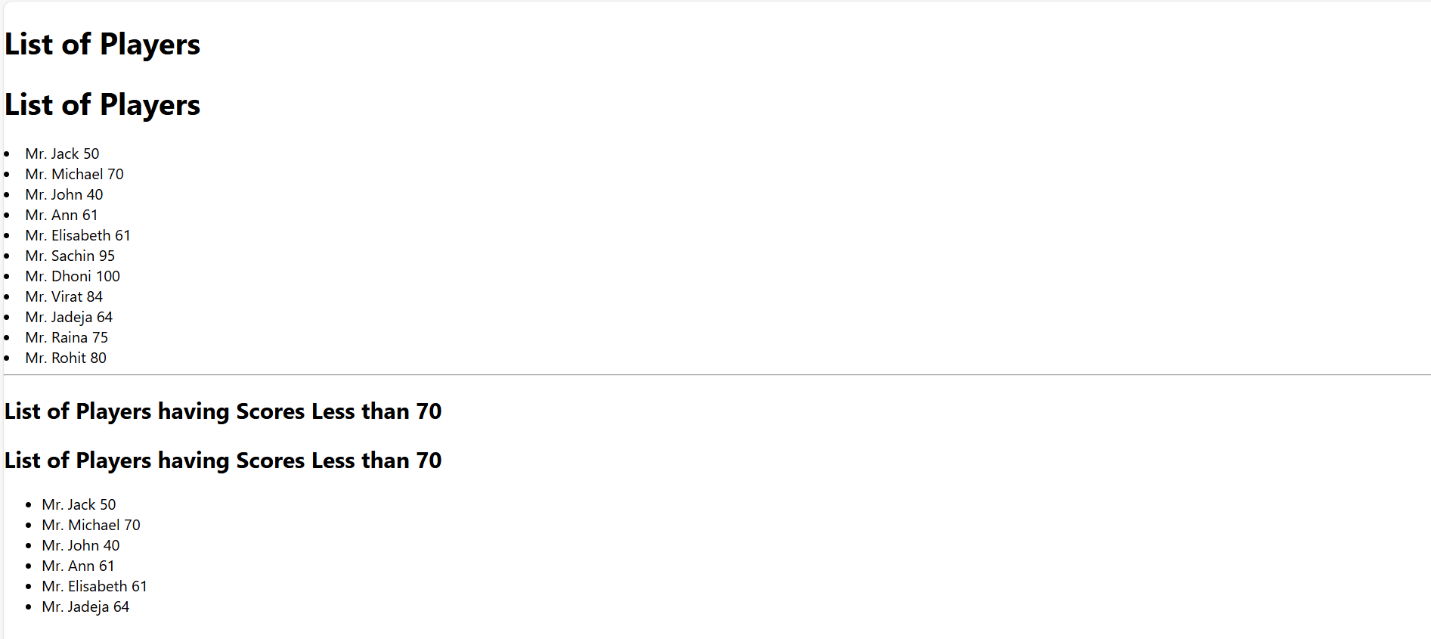 List of Players
List of Players
Mr. Jack 50
Mr. Michael 70
Mr. John 40
Mr. Ann 61
Mr. Elisabeth 61
Mr. Sachin 95
Mr. Dhoni 100
Mr. Virat 84
Mr. Jadeja 64
Mr. Raina 75
Mr. Rohit 80
List of Players having Scores Less than 70
List of Players having Scores Less than 70
Mr. Jack 50
Mr. Michael 70
Mr. John 40
Mr. Ann 61
Mr. Elisabeth 61
Mr. Jadeja 64